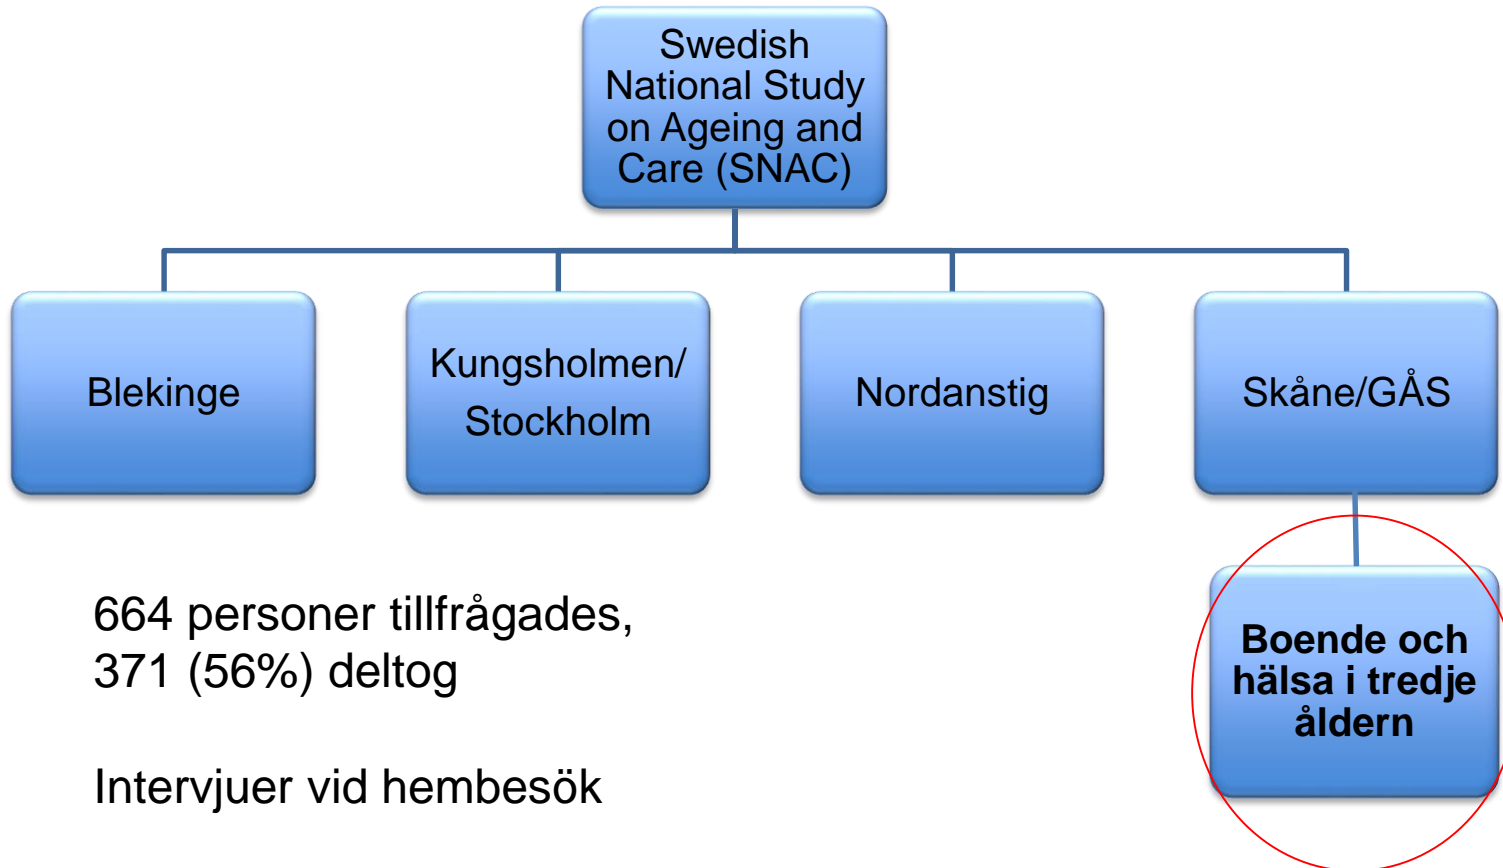 Swedish
National Study
on Ageing and
Care (SNAC)
Blekinge
Kungsholmen/
Stockholm
Nordanstig
Skåne/GÅS
Boende och
hälsa i tredje
åldern
664 personer tillfrågades,
371 (56%) deltog
Intervjuer vid hembesök